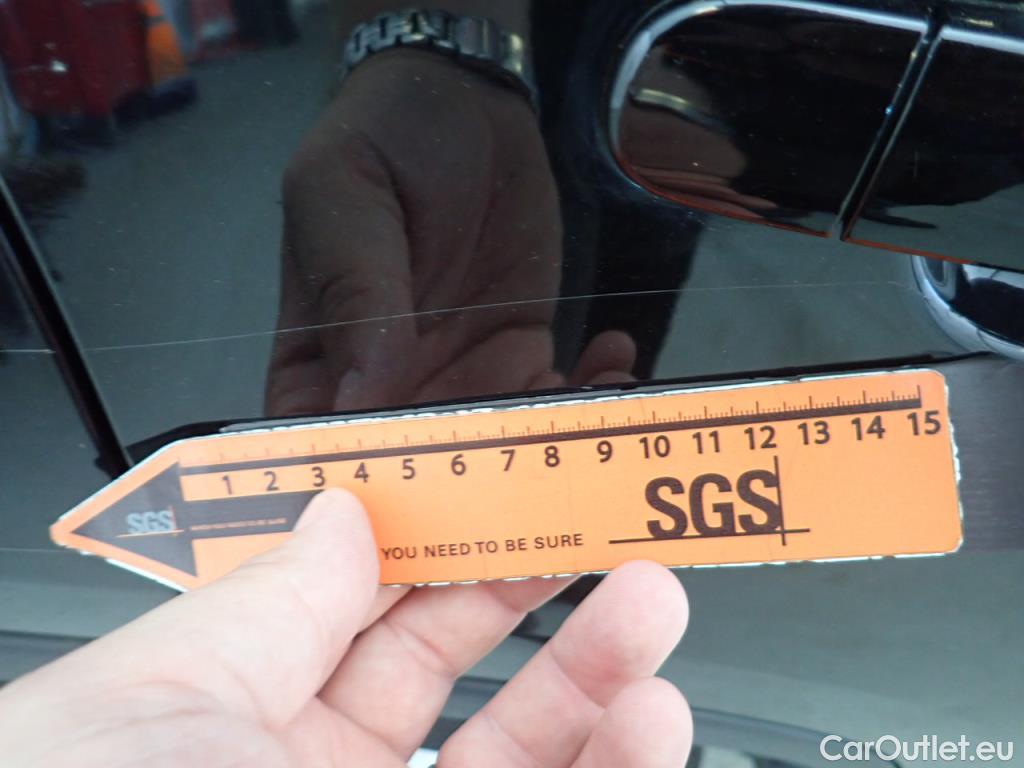 1 2 3 4 5 6 7 8 9 10 11 12 13 14 15
SGS
YOU NEED TO BE SURE
SGS
CarOutlet.eu